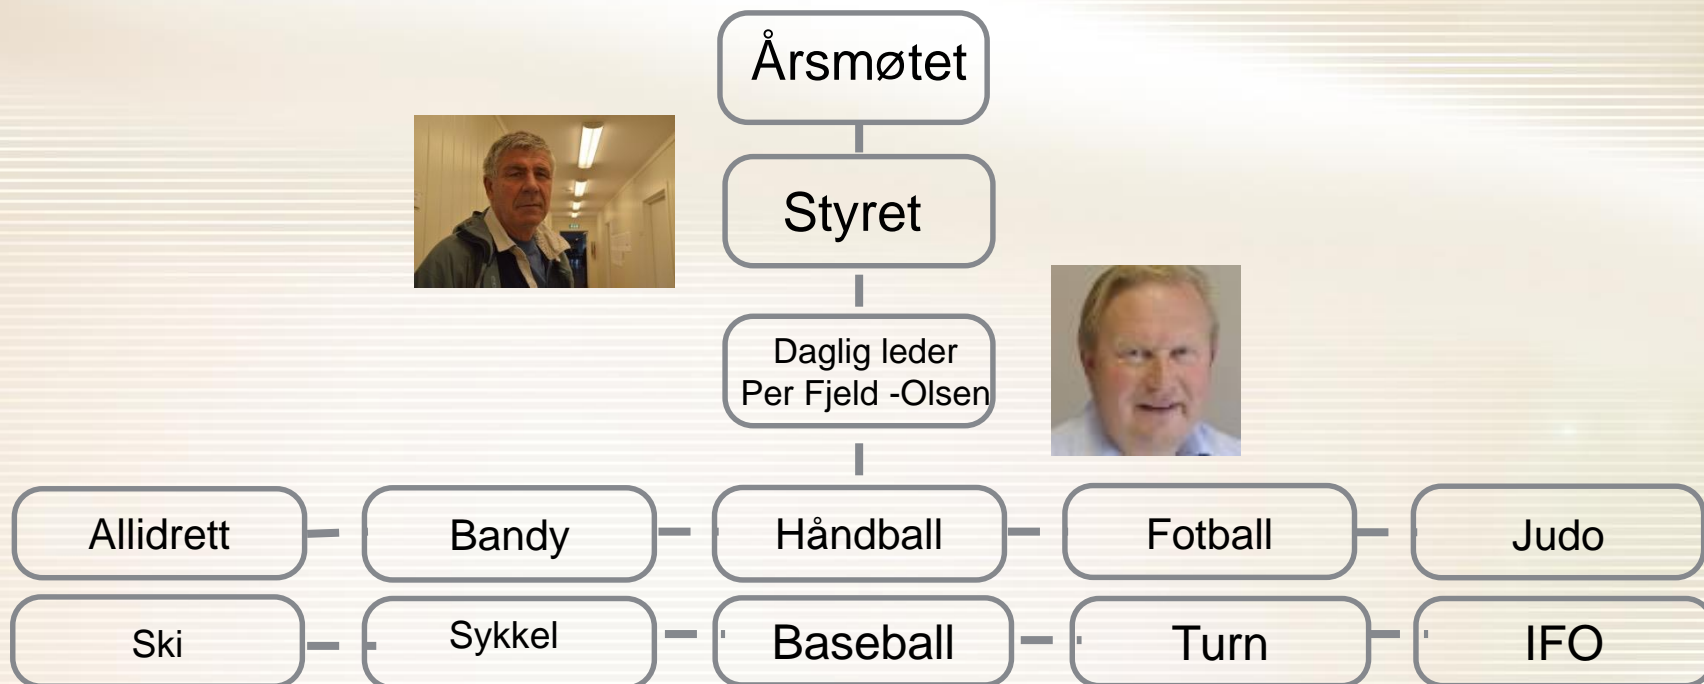 Årsmøtet
Styret
Daglig leder
Per Fjeld -Olsen
Allidrett
Bandy
Håndball
Fotball
Judo
Ski
Sykkel
Baseball
Turn
IFO